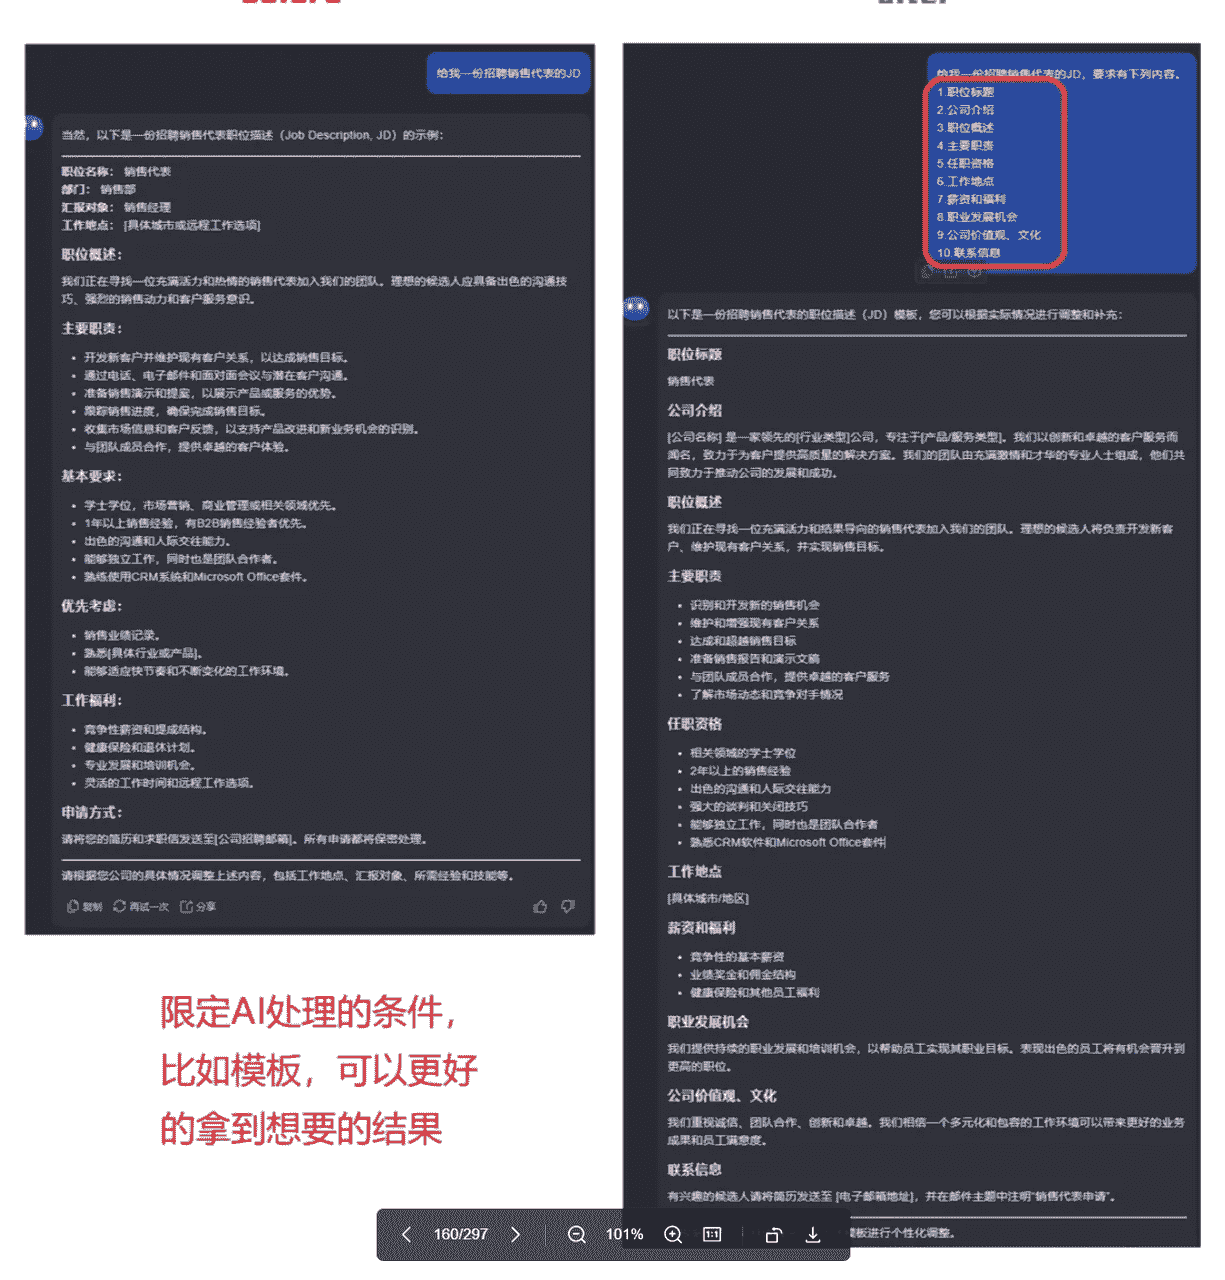 给我一份招聘销售代表的JD
当然，以下是一份招聘销售代表职位描述（Job Description, JD）的示例：
职位名称： 销售代表
部门： 销售部
汇报对象： 销售经理
工作地点： [具体城市或远程工作选项]
职位概述：
我们正在寻找一位充满活力和热情的销售代表加入我们的团队。理想的候选人应具备出色的沟通技
巧、强烈的销售动力和客户服务意识。
主要职责：
• 开发新客户并维护现有客户关系，以达成销售目标。
• 通过电话、电子邮件和面对面会议与潜在客户沟通。
• 准备销售演示和提案，以展示产品或服务的优势。
• 跟踪销售进度，确保完成销售目标。
• 收集市场信息和客户反馈，以支持产品改进和新业务机会的识别。
• 与团队成员合作，提供卓越的客户体验。
基本要求：
• 学士学位，市场营销、商业管理或相关领域优先。
• 1年以上销售经验，有B2B销售经验者优先。
• 出色的沟通和人际交往能力。
• 能够独立工作，同时也是团队合作者。
• 熟练使用CRM系统和Microsoft Office套件。
优先考虑：
• 销售业绩记录。
• 熟悉[具体行业或产品]。
• 能够适应快节奏和不断变化的工作环境。
工作福利：
• 竞争性薪资和提成结构。
• 健康保险和退休计划。
• 专业发展和培训机会。
• 灵活的工作时间和远程工作选项。
申请方式：
请将您的简历和求职信发送至[公司招聘邮箱]。所有申请都将保密处理。
请根据您公司的具体情况调整上述内容，包括工作地点、汇报对象、所需经验和技能等。
复制 再试一次 分享
限定AI处理的条件，
比如模板，可以更好
的拿到想要的结果
给我一份招聘销售代表的JD，要求有下列内容。
1.职位标题
2.公司介绍
3.职位概述
4.主要职责
5.任职资格
6.工作地点
7.薪资和福利
8.职业发展机会
9.公司价值观、文化
10.联系信息
以下是一份招聘销售代表的职位描述（JD）模板，您可以根据实际情况进行调整和补充：
职位标题
销售代表
公司介绍
[公司名称] 是一家领先的[行业类型]公司，专注于[产品/服务类型]。我们以创新和卓越的客户服务而
闻名，致力于为客户提供高质量的解决方案。我们的团队由充满激情和才华的专业人士组成，他们共
同致力于推动公司的发展和成功。
职位概述
我们正在寻找一位充满活力和结果导向的销售代表加入我们的团队。理想的候选人将负责开发新客
户、维护现有客户关系，并实现销售目标。
主要职责
• 识别和开发新的销售机会
• 维护和增强现有客户关系
• 达成和超越销售目标
• 准备销售报告和演示文稿
• 与团队成员合作，提供卓越的客户服务
• 了解市场动态和竞争对手情况
任职资格
• 相关领域的学士学位
• 2年以上的销售经验
• 出色的沟通和人际交往能力
• 强大的谈判和关闭技巧
• 能够独立工作，同时也是团队合作者
• 熟悉CRM软件和Microsoft Office套件
工作地点
[具体城市/地区]
薪资和福利
• 竞争性的基本薪资
• 业绩奖金和佣金结构
• 健康保险和其他员工福利
职业发展机会
我们提供持续的职业发展和培训机会，以帮助员工实现其职业目标。表现出色的员工将有机会晋升到
更高的职位。
公司价值观、文化
我们重视诚信、团队合作、创新和卓越。我们相信一个多元化和包容的工作环境可以带来更好的业务
成果和员工满意度。
联系信息
有兴趣的候选人请将简历发送至 [电子邮箱地址]，并在邮件主题中注明“销售代表申请”。
模板进行个性化调整。
160/297 101% 1:1